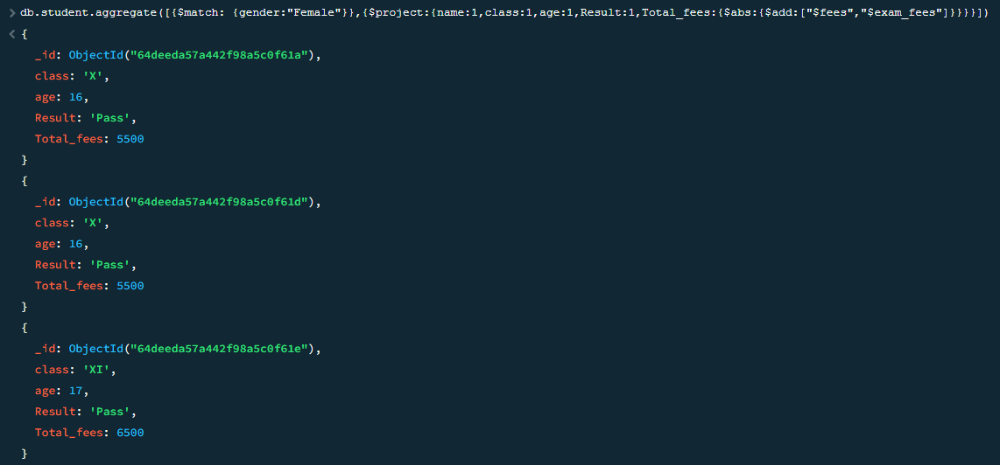 db.student.aggregate([{$match: {gender:"Female"}},{$project:{name:1,class:1,age:1,Result:1,Total_fees:{$abs:{$add:["$fees","$exam_fees"]}}}}])
{
_id: ObjectId("64deeda57a442f98a5c0f61a"),
class: 'X',
age: 16,
Result: 'Pass',
Total_fees: 5500
}
{
_id: ObjectId("64deeda57a442f98a5c0f61d"),
class: 'X',
age: 16,
Result: 'Pass',
Total_fees: 5500
}
{
_id: ObjectId("64deeda57a442f98a5c0f61e"),
class: 'XI',
age: 17,
Result: 'Pass',
Total_fees: 6500
}